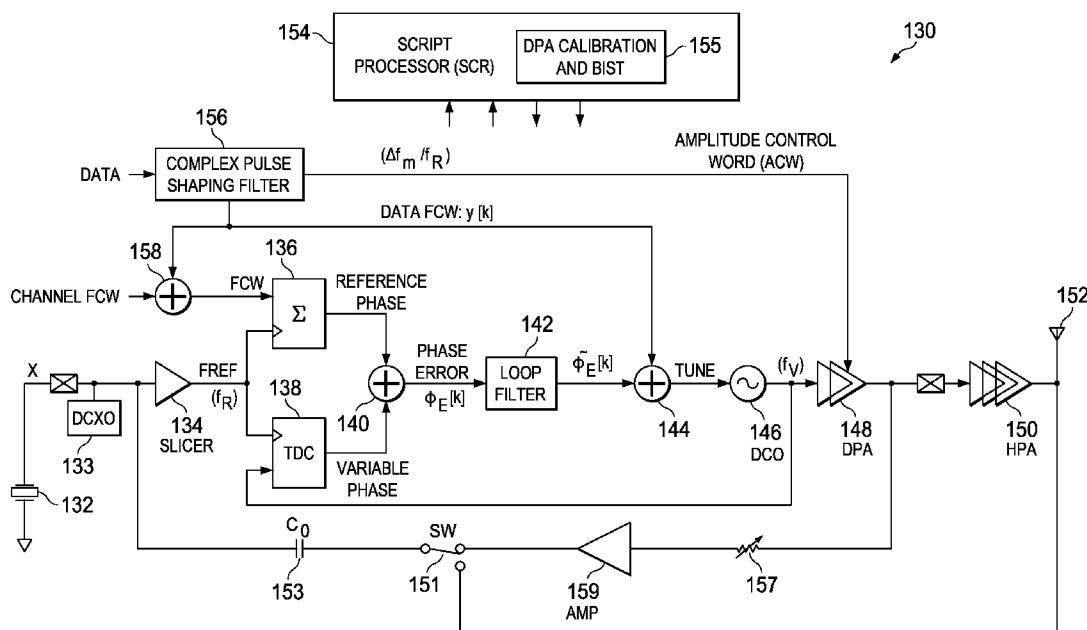 154
SCRIPT
PROCESSOR (SCR)
DPA CALIBRATION
AND BIST
155
130
156
DATA
COMPLEX PULSE
SHAPING FILTER
(Δfm/fR)
AMPLITUDE CONTROL
WORD (ACW)
DATA FCW: y [k]
158
CHANNEL FCW
FCW
136
Σ
REFERENCE
PHASE
152
X
DCXO
133
132
134
SLICER
FREF
(fR)
138
TDC
140
VARIABLE
PHASE
PHASE
ERROR
ϕE[k]
142
LOOP
FILTER
ϕ̃E[k]
144
TUNE
146
DCO
(fV)
148
DPA
150
HPA
C0
153
SW
151
159
AMP
157